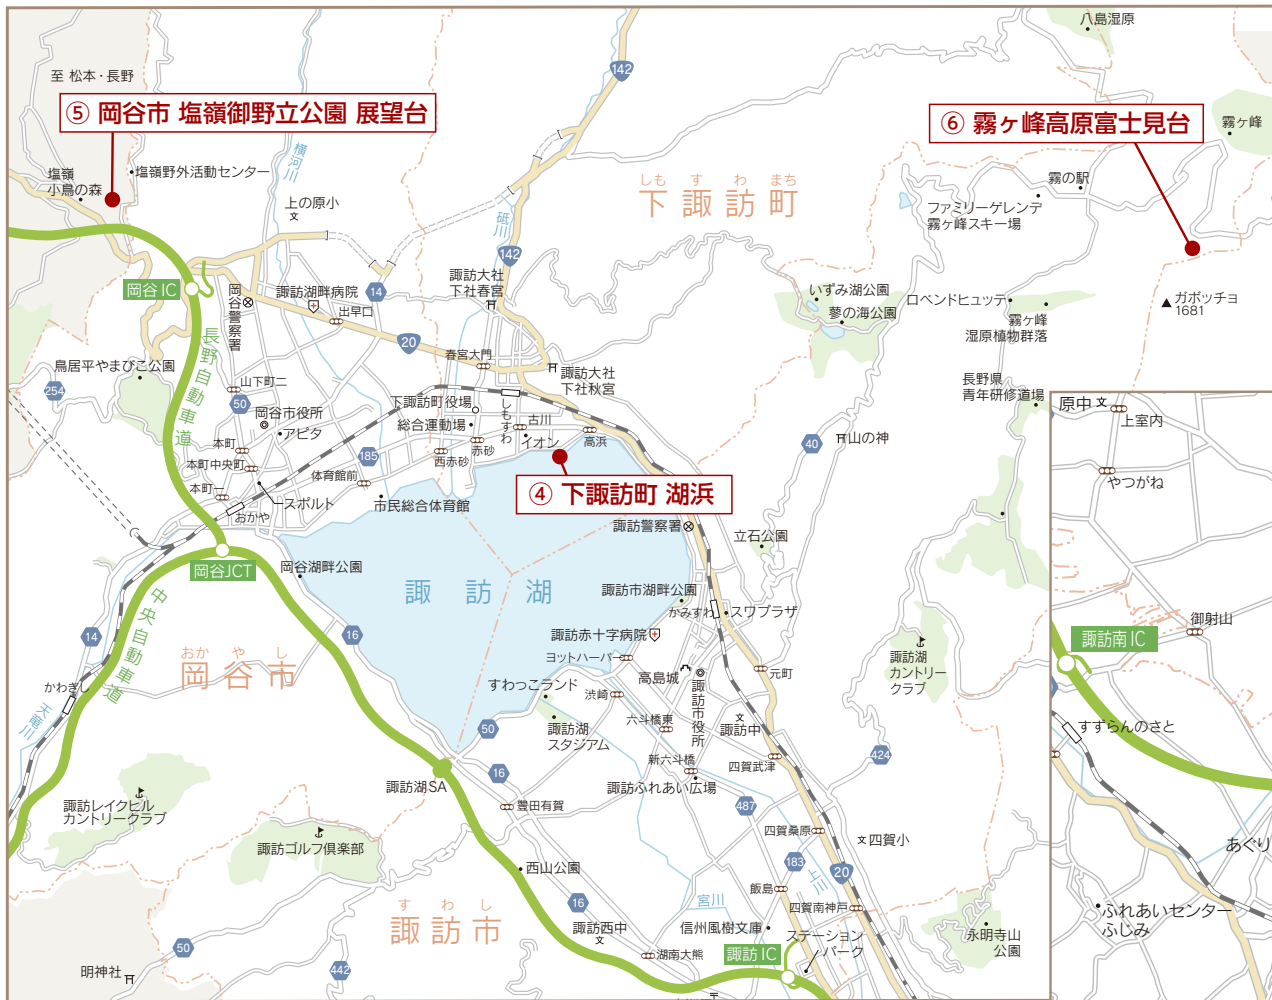 八島湿原
至 松本・長野
142
⑤ 岡谷市 塩嶺御野立公園 展望台
⑥ 霧ヶ峰高原富士見台
霧ヶ峰
横河川
塩嶺
小鳥の森
塩嶺野外活動センター
上の原小
砥川
しも す わ まち
下諏訪町
霧の駅
ファミリーゲレンデ
霧ヶ峰スキー場
142
岡谷IC
岡谷警察署
諏訪湖畔病院
出早口
14
諏訪大社
下社春宮
いずみ湖公園
蓼の海公園
ロベンドヒュッテ
霧ヶ峰
湿原植物群落
ガボッチョ
1681
20
春宮大門
諏訪大社
下社秋宮
長野自動車道
鳥居平やまびこ公園
254
山下町二
50
岡谷市役所
アピタ
下諏訪町役場
総合運動場
しもすわ
古川
イオン
高浜
赤砂
西赤砂
長野県
青年研修道場
原中
上室内
やつがね
40
山の神
本町
本町中央町
本町一
185
体育館前
スポルト
おかや
市民総合体育館
④ 下諏訪町 湖浜
諏訪警察署
立石公園
岡谷JCT
岡谷湖畔公園
諏訪湖
諏訪市湖畔公園
かみすわ
スワプラザ
中央自動車道
14
16
諏訪赤十字病院
ヨットハーバー
高島城
諏訪市役所
元町
諏訪湖
カントリー
クラブ
御射山
諏訪南IC
おか や し
岡谷市
かわぎし
天竜川
すわっこランド
渋崎
50
諏訪湖
スタジアム
六斗橋東
諏訪中
すずらんのさと
424
16
新六斗橋
四賀武津
諏訪湖SA
諏訪ふれあい広場
諏訪レイクヒル
カントリークラブ
豊田有賀
487
四賀桑原
四賀小
諏訪ゴルフ倶楽部
西山公園
183
上川
20
飯島
あぐり
す わ し
諏訪市
16
宮川
四賀南神戸
信州風樹文庫
諏訪西中
ステーション
パーク
永明寺山
公園
ふれあいセンター
ふじみ
50
442
湖南大熊
諏訪IC
明神社